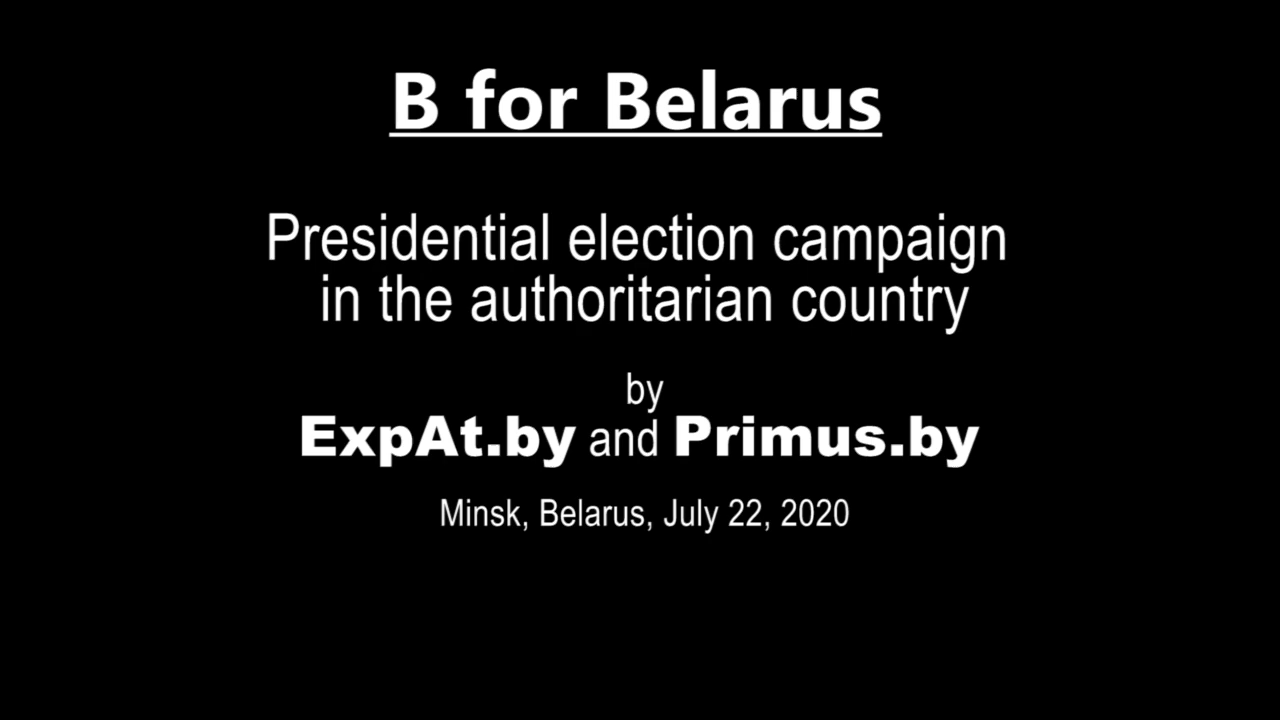 B for Belarus
Presidential election campaign
in the authoritarian country
by
ExpAt.by and Primus.by
Minsk, Belarus, July 22, 2020